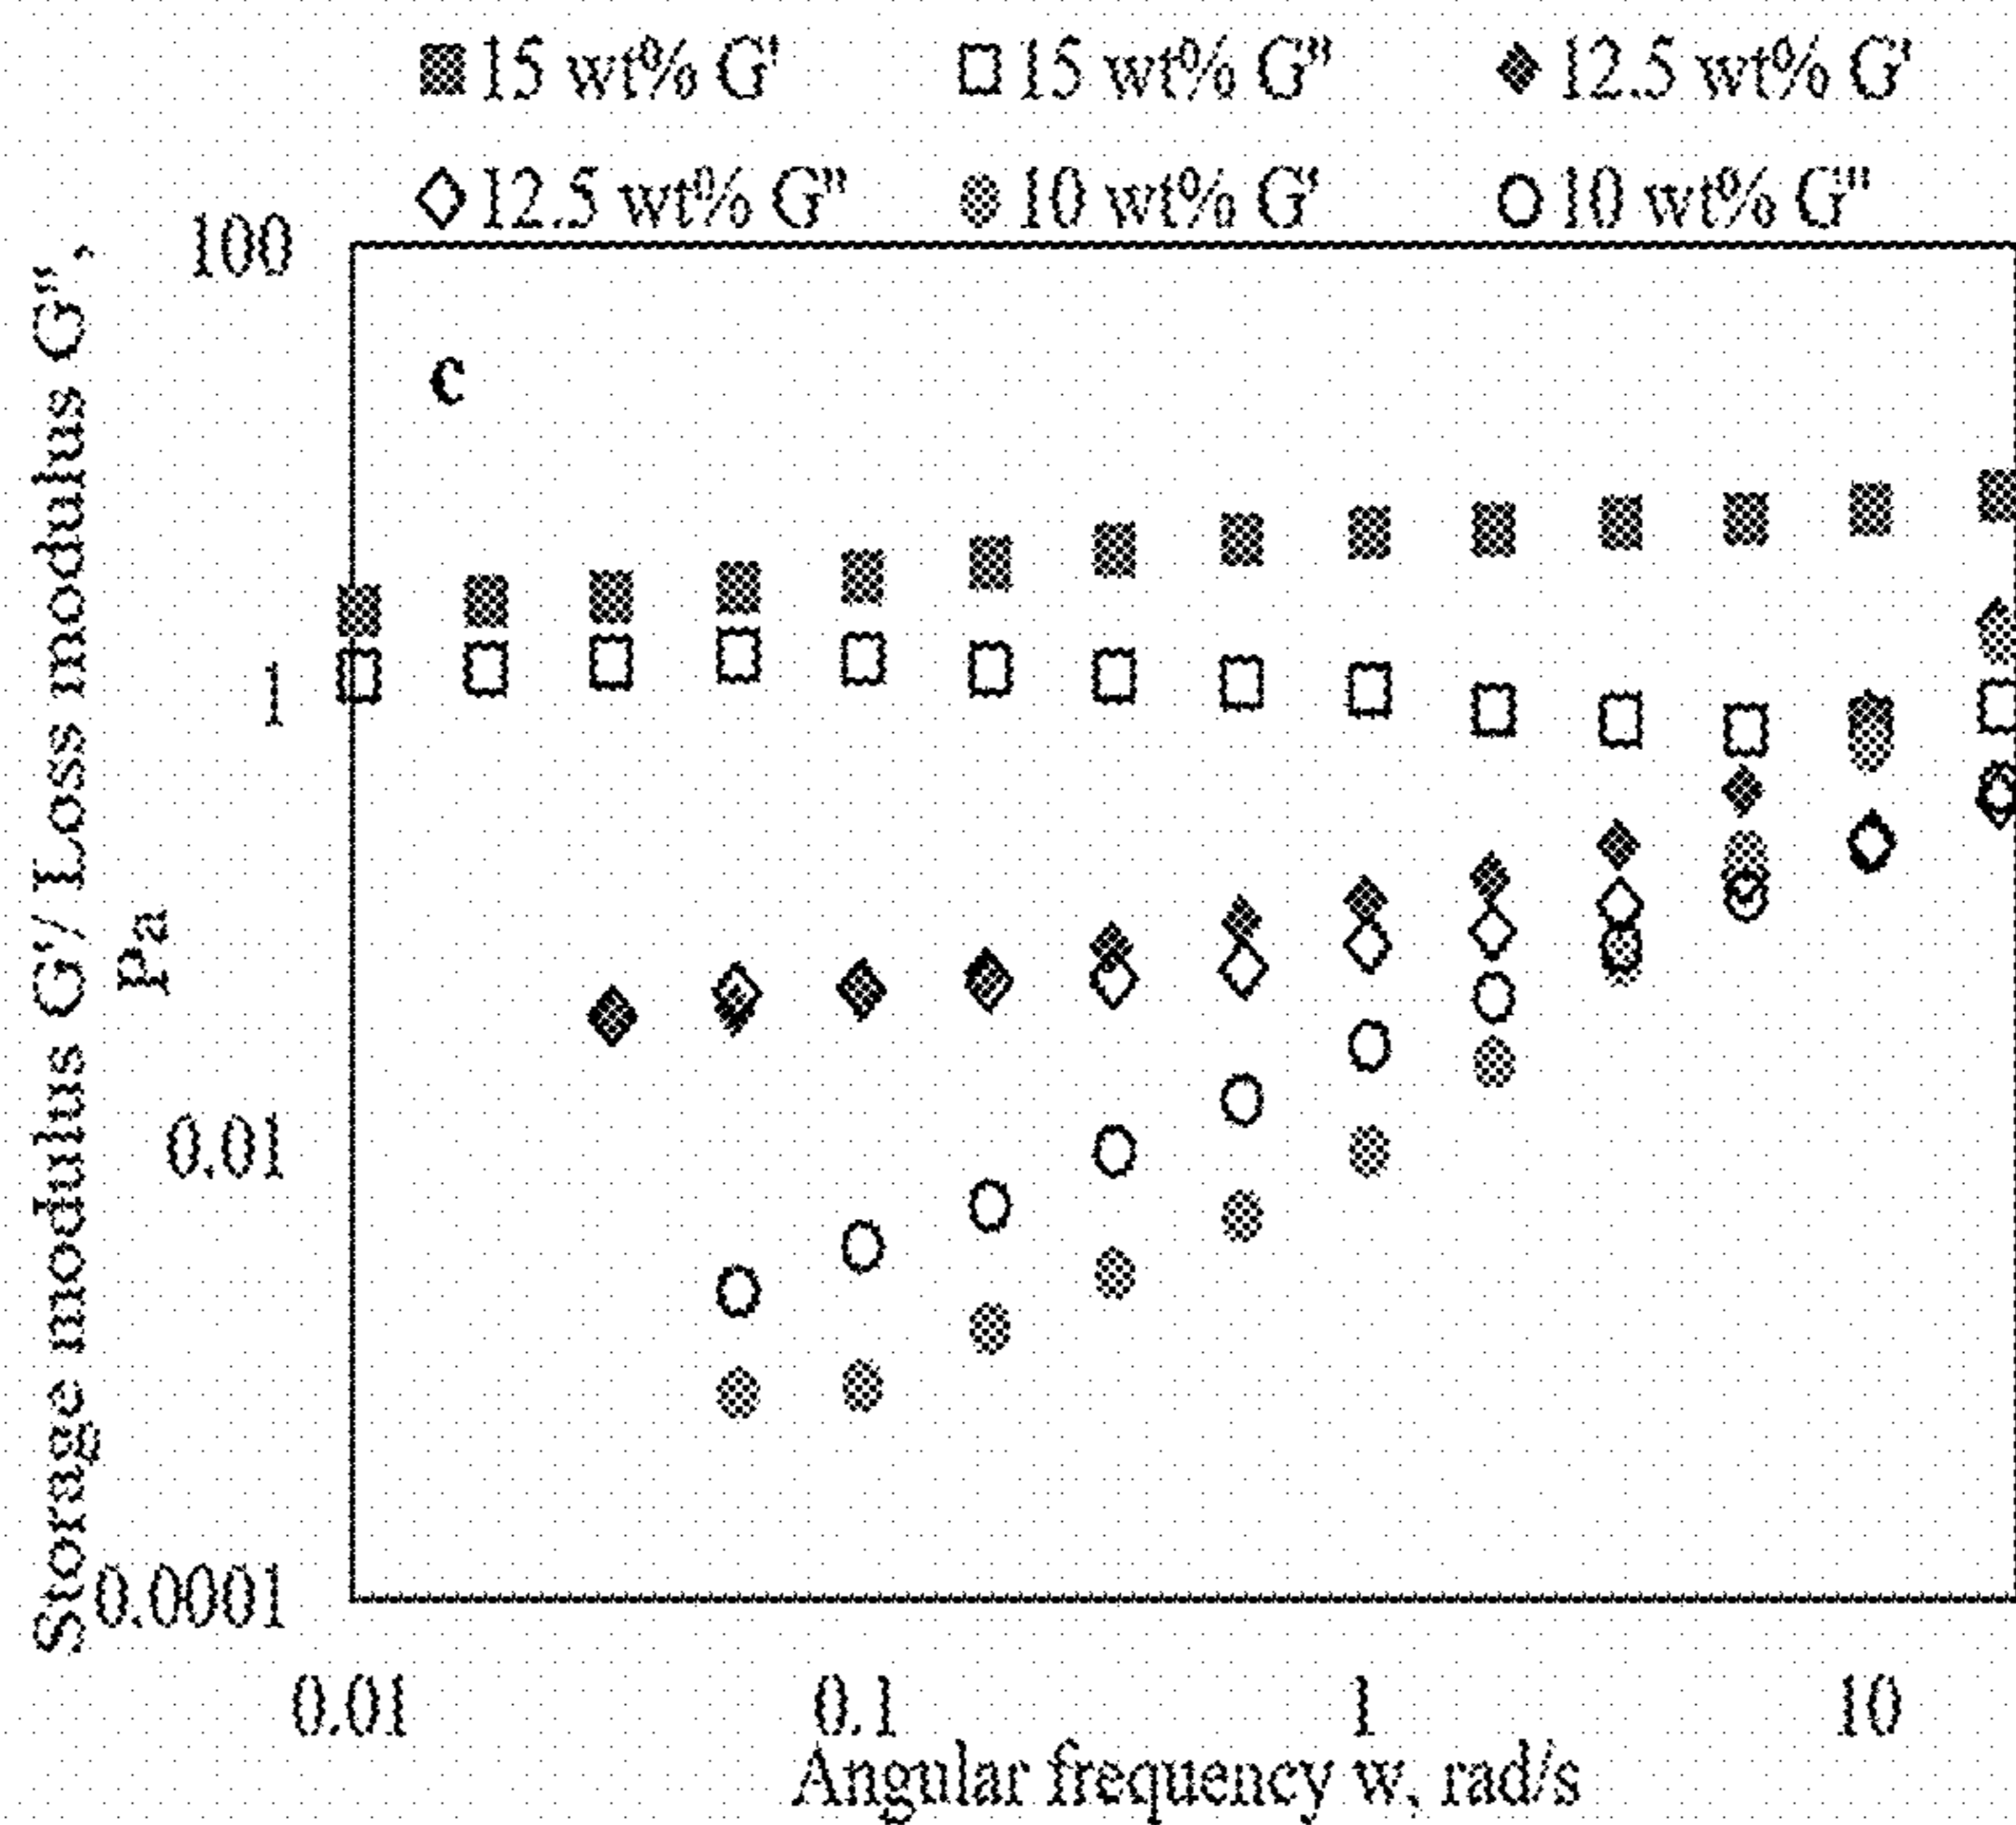 15 wt% G' 15 wt% G" 12.5 wt% G'
12.5 wt% G" 10 wt% G' 10 wt% G"
Storage modulus G'/ Loss modulus G",
Pa
100
1
0.01
0.0001
c
0.01 0.1 1 10
Angular frequency w, rad/s